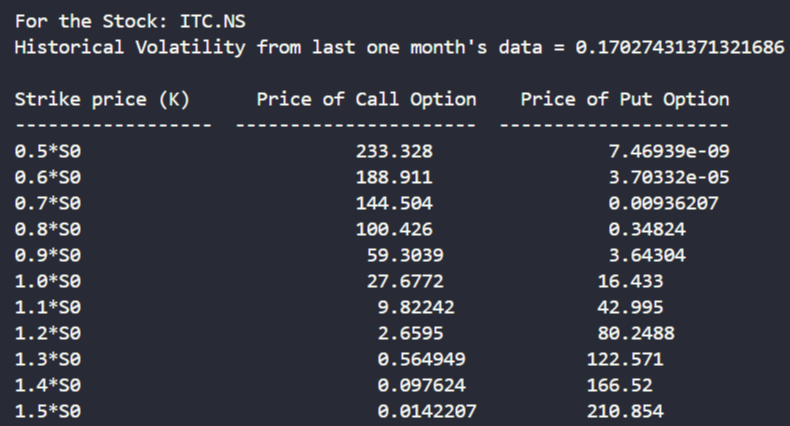 For the Stock: ITC.NS
Historical Volatility from last one month's data = 0.17027431371321686
Strike price (K) Price of Call Option Price of Put Option
------------------ ---------------------- ---------------------
0.5*S0 233.328 7.46939e-09
0.6*S0 188.911 3.70332e-05
0.7*S0 144.504 0.00936207
0.8*S0 100.426 0.34824
0.9*S0 59.3039 3.64304
1.0*S0 27.6772 16.433
1.1*S0 9.82242 42.995
1.2*S0 2.6595 80.2488
1.3*S0 0.564949 122.571
1.4*S0 0.097624 166.52
1.5*S0 0.0142207 210.854